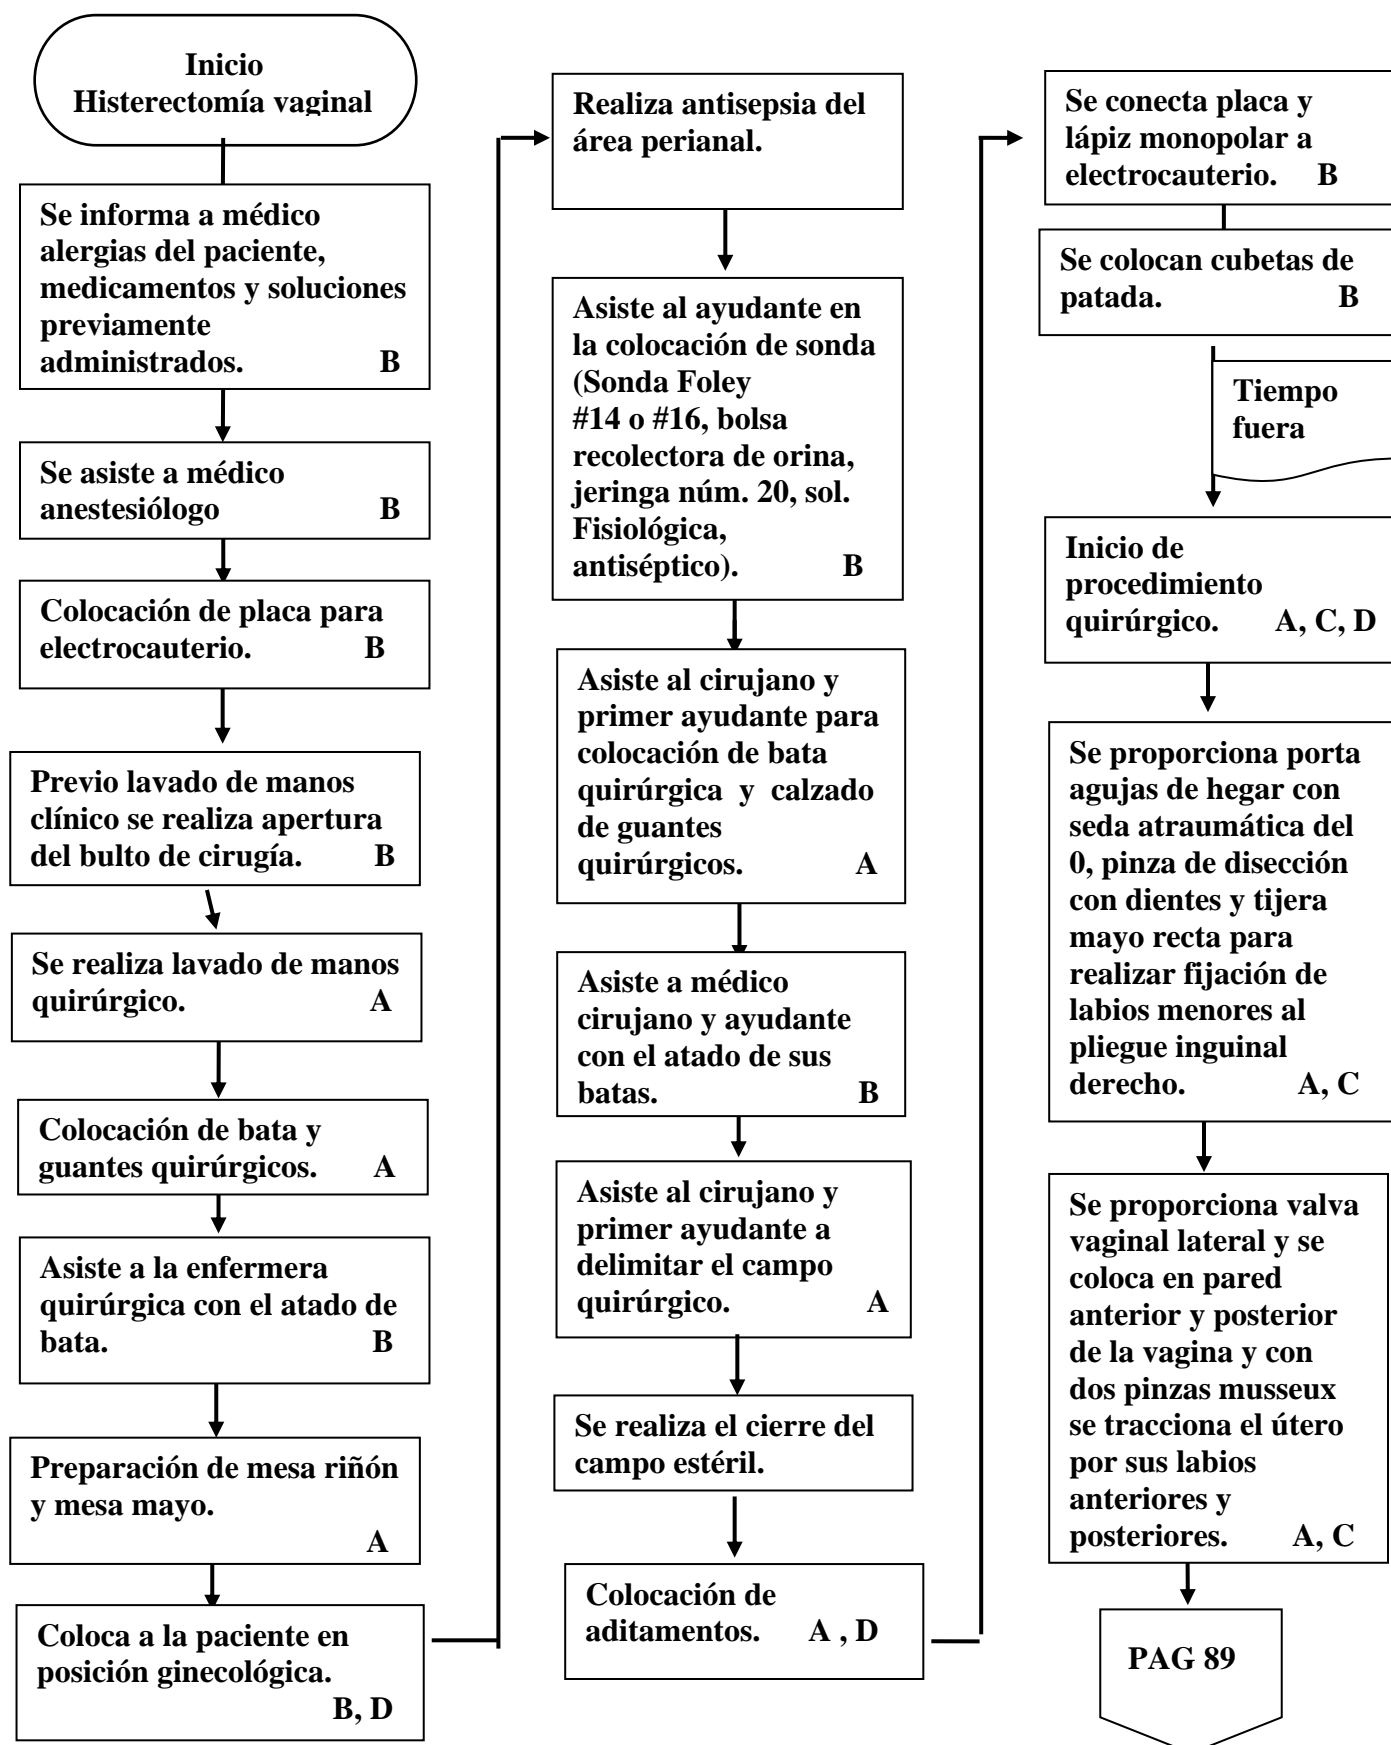 Inicio
Histerectomía vaginal
Se informa a médico
alergias del paciente,
medicamentos y soluciones
previamente
administrados. B
Se asiste a médico
anestesiólogo B
Colocación de placa para
electrocauterio. B
Previo lavado de manos
clínico se realiza apertura
del bulto de cirugía. B
Se realiza lavado de manos
quirúrgico. A
Colocación de bata y
guantes quirúrgicos. A
Asiste a la enfermera
quirúrgica con el atado de
bata. B
Preparación de mesa riñón
y mesa mayo.
A
Coloca a la paciente en
posición ginecológica.
B, D
Realiza antisepsia del
área perianal.
Asiste al ayudante en
la colocación de sonda
(Sonda Foley
#14 o #16, bolsa
recolectora de orina,
jeringa núm. 20, sol.
Fisiológica,
antiséptico). B
Asiste al cirujano y
primer ayudante para
colocación de bata
quirúrgica y calzado
de guantes
quirúrgicos. A
Asiste a médico
cirujano y ayudante
con el atado de sus
batas. B
Asiste al cirujano y
primer ayudante a
delimitar el campo
quirúrgico. A
Se realiza el cierre del
campo estéril.
Colocación de
aditamentos. A , D
Se conecta placa y
lápiz monopolar a
electrocauterio. B
Se colocan cubetas de
patada. B
Tiempo
fuera
Inicio de
procedimiento
quirúrgico. A, C, D
Se proporciona porta
agujas de hegar con
seda atraumática del
0, pinza de disección
con dientes y tijera
mayo recta para
realizar fijación de
labios menores al
pliegue inguinal
derecho. A, C
Se proporciona valva
vaginal lateral y se
coloca en pared
anterior y posterior
de la vagina y con
dos pinzas musseux
se tracciona el útero
por sus labios
anteriores y
posteriores. A, C
PAG 89